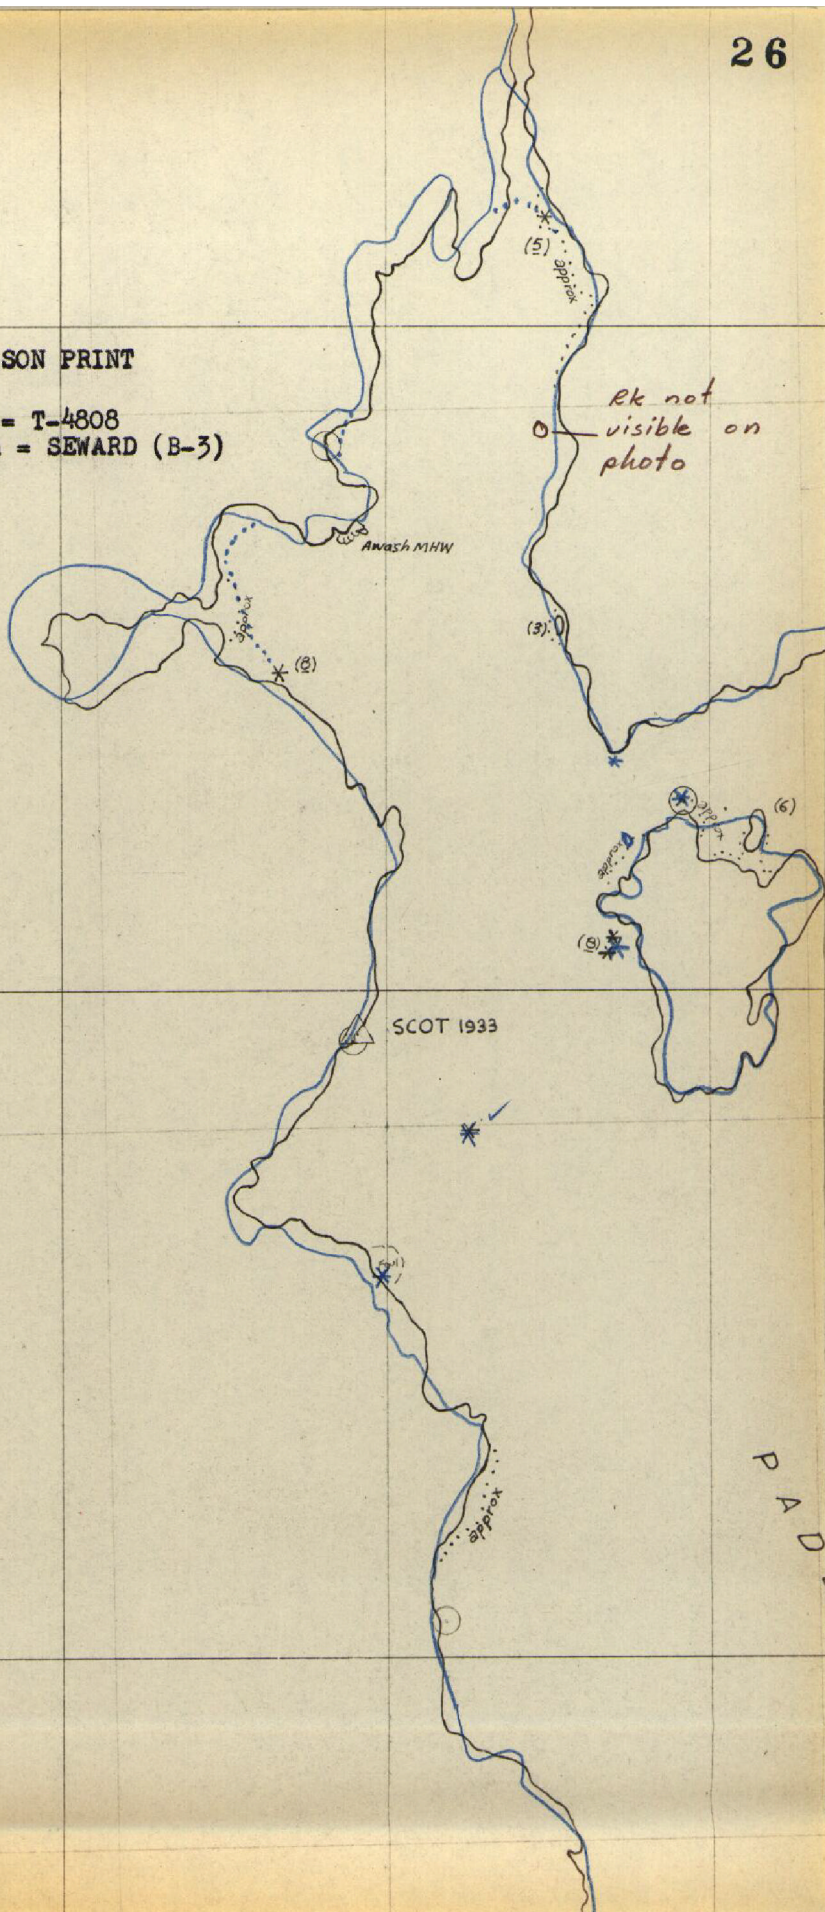 26
(5)
approx
SON PRINT
= T-4808
= SEWARD (B-3)
Rk not
visible on
photo
Awash MHW
approx
(3)
(8)
approx
(6)
approx
SCOT 1933
approx
P A D